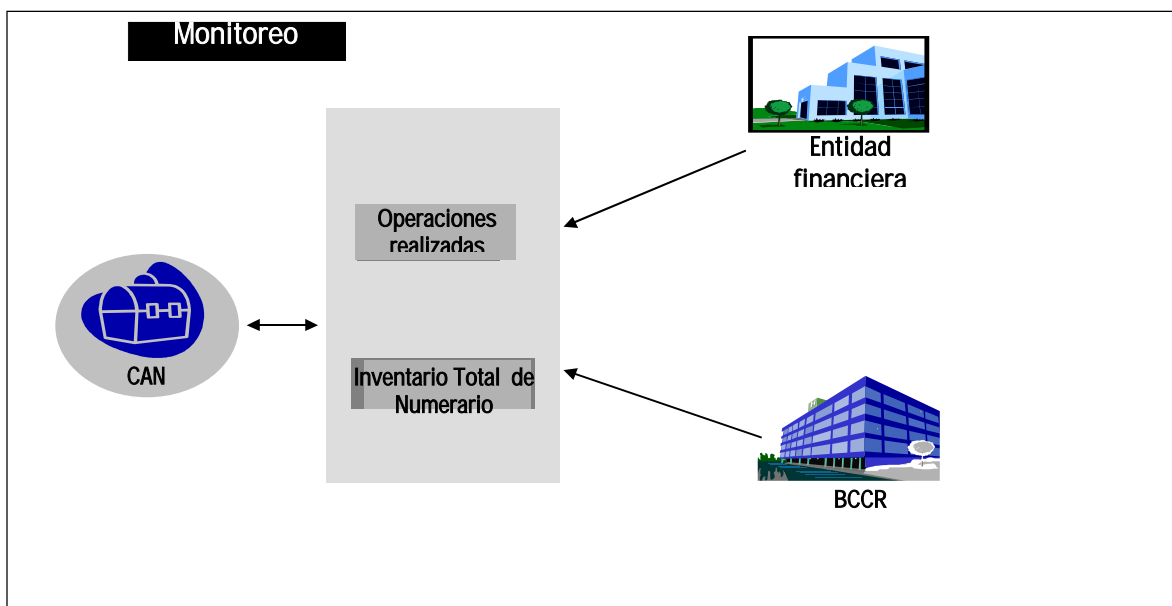 Monitoreo
Entidad
financiera
Operaciones
realizadas
CAN
Inventario Total de
Numerario
BCCR